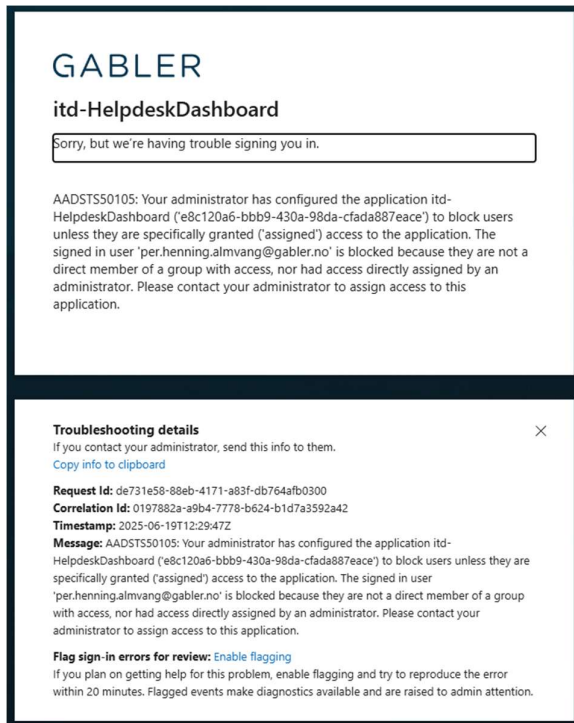 GABLER
itd-HelpdeskDashboard
Sorry, but we're having trouble signing you in.
AADSTS50105: Your administrator has configured the application itd-
HelpdeskDashboard ('e8c120a6-bbb9-430a-98da-cfada887eace') to block users
unless they are specifically granted ('assigned') access to the application. The
signed in user 'per.henning.almvang@gabler.no' is blocked because they are not a
direct member of a group with access, nor had access directly assigned by an
administrator. Please contact your administrator to assign access to this
application.
Troubleshooting details
If you contact your administrator, send this info to them.
Copy info to clipboard
Request Id: de731e58-88eb-4171-a83f-db764afb0300
Correlation Id: 0197882a-a9b4-7778-b624-b1d7a3592a42
Timestamp: 2025-06-19T12:29:47Z
Message: AADSTS50105: Your administrator has configured the application itd-
HelpdeskDashboard ('e8c120a6-bbb9-430a-98da-cfada887eace') to block users unless they are
specifically granted ('assigned') access to the application. The signed in user
'per.henning.almvang@gabler.no' is blocked because they are not a direct member of a group
with access, nor had access directly assigned by an administrator. Please contact your
administrator to assign access to this application.
Flag sign-in errors for review: Enable flagging
If you plan on getting help for this problem, enable flagging and try to reproduce the error
within 20 minutes. Flagged events make diagnostics available and are raised to admin attention.